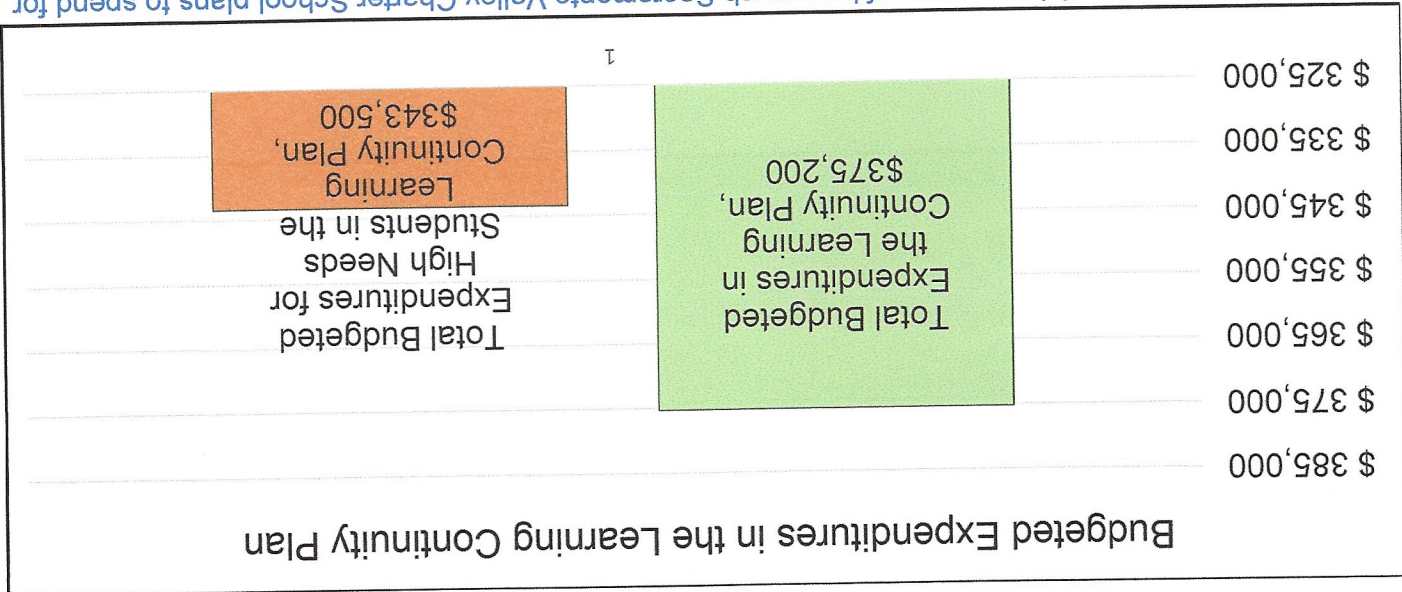 Budgeted Expenditures in the Learning Continuity Plan
$ 385,000
$ 375,000
$ 365,000
$ 355,000
$ 345,000
$ 335,000
$ 325,000
Total Budgeted
Expenditures in
the Learning
Continuity Plan,
$375,200
Total Budgeted
Expenditures for
High Needs
Students in the
Learning
Continuity Plan,
$343,500
1
Sacramento Valley Charter School plans to spend for